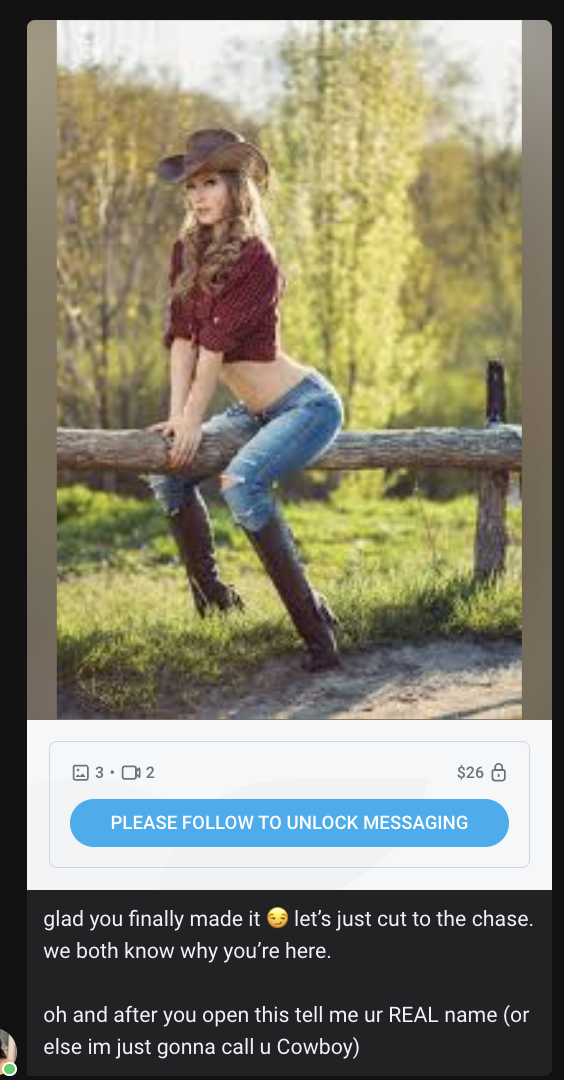 3 • 2 $26
PLEASE FOLLOW TO UNLOCK MESSAGING
glad you finally made it 😏 let's just cut to the chase.
we both know why you're here.
oh and after you open this tell me ur REAL name (or
else im just gonna call u Cowboy)